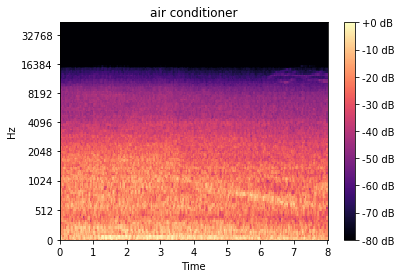 air conditioner
Hz
32768
16384
8192
4096
2048
1024
512
0
0 1 2 3 4 5 6 7 8
Time
+0 dB
-10 dB
-20 dB
-30 dB
-40 dB
-50 dB
-60 dB
-70 dB
-80 dB